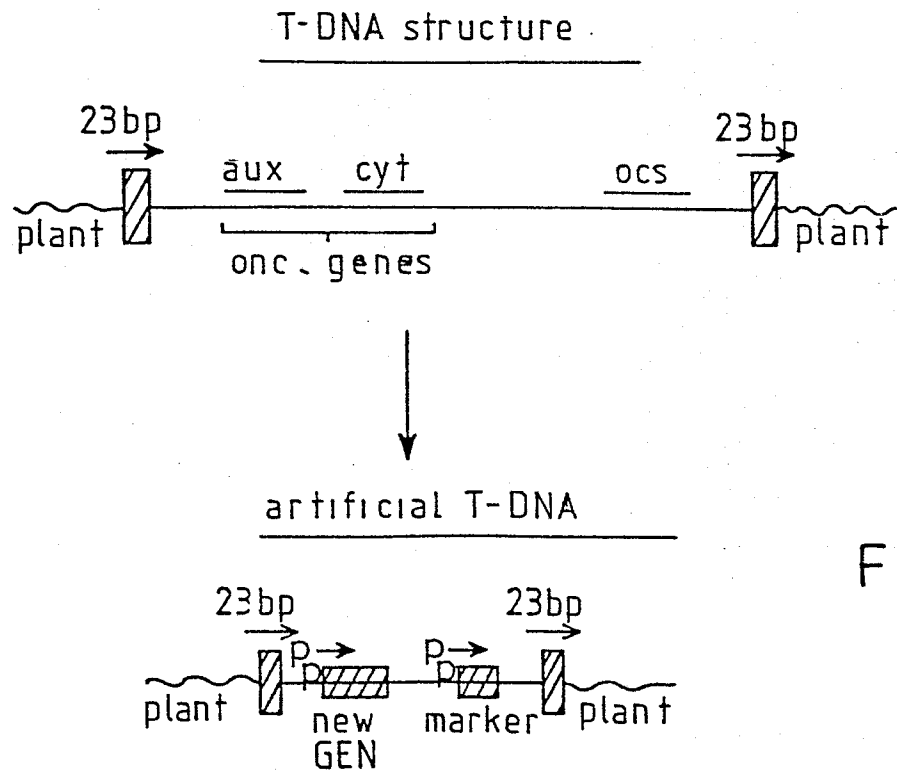 T-DNA structure
23bp
23bp
aux
cyt
ocs
plant
plant
onc. genes
artificial T-DNA
F
23bp
23bp
P
P
P
P
plant
new
GEN
marker
plant